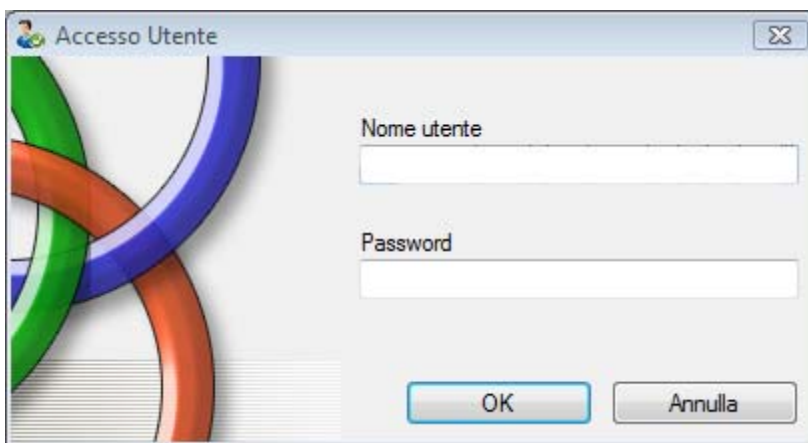 Accesso Utente
Nome utente
Password
OK
Annulla